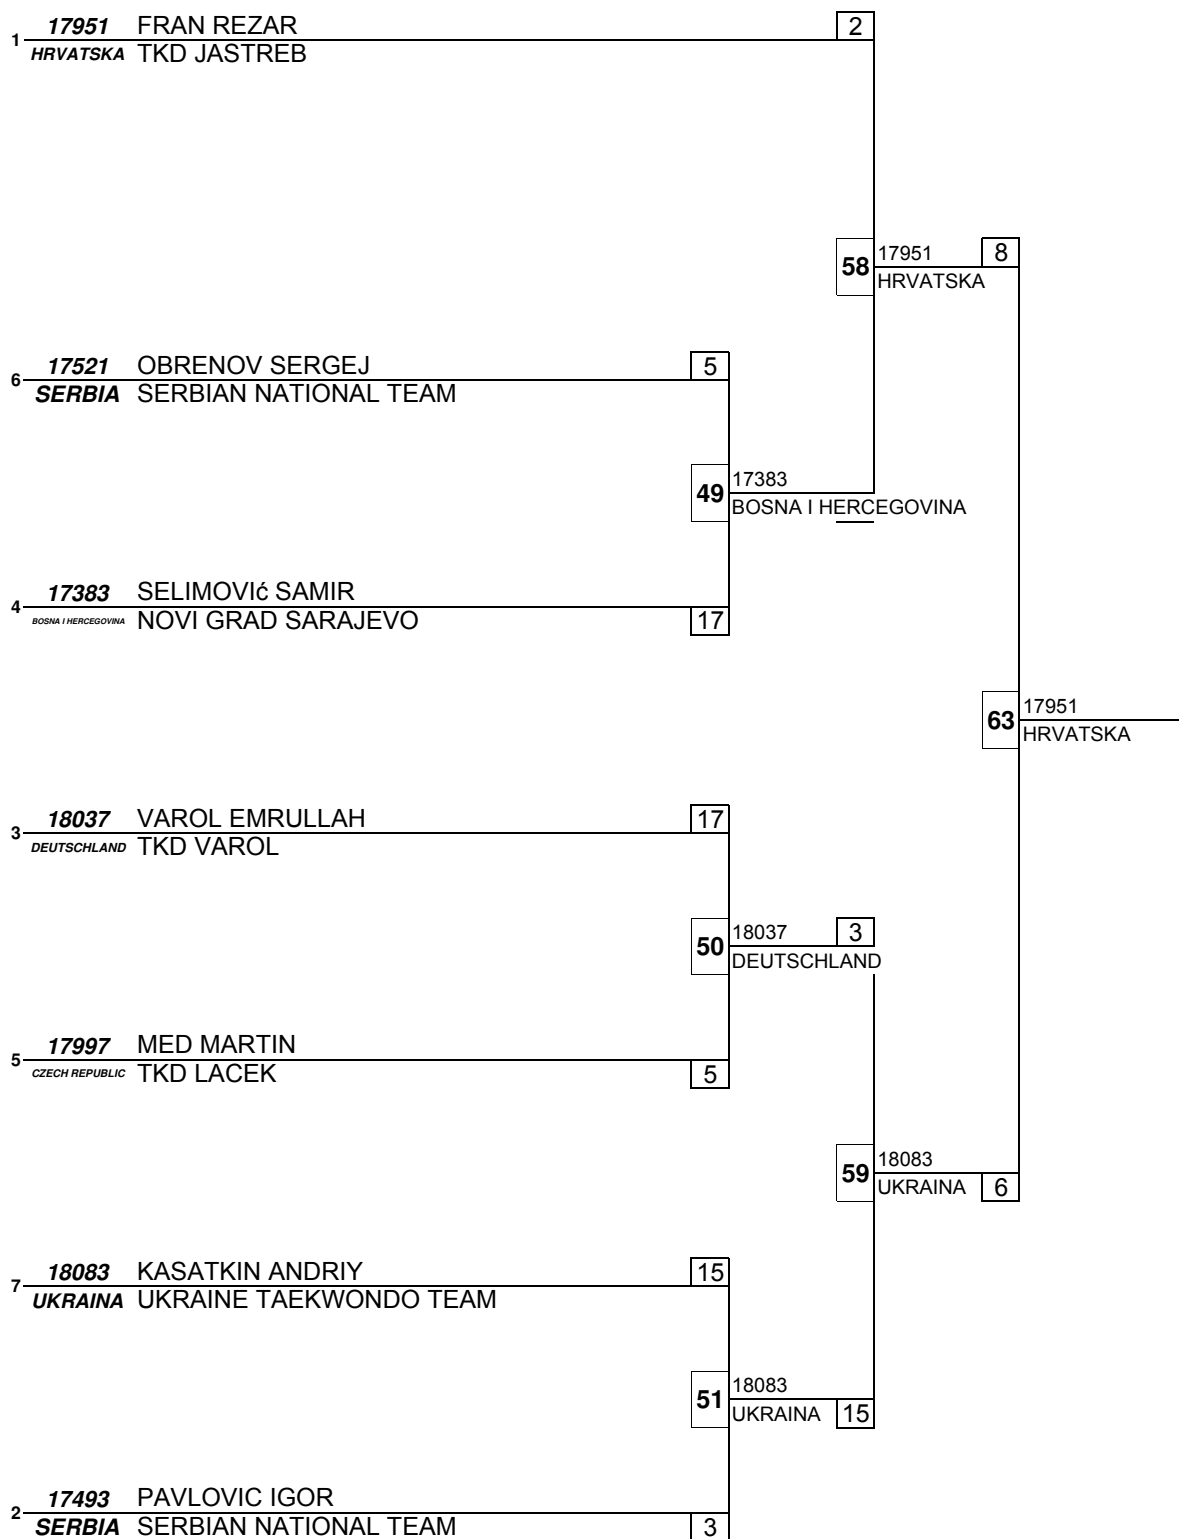 17951 FRAN REZAR 2
1 HRVATSKA TKD JASTREB
58 17951 8
HRVATSKA
17521 OBRENOV SERGEJ 5
6 SERBIA SERBIAN NATIONAL TEAM
49 17383
BOSNA I HERCEGOVINA
17383 SELIMOVIć SAMIR
4 BOSNA I HERCEGOVINA NOVI GRAD SARAJEVO 17
63 17951
HRVATSKA
18037 VAROL EMRULLAH 17
3 DEUTSCHLAND TKD VAROL
50 18037 3
DEUTSCHLAND
17997 MED MARTIN
5 CZECH REPUBLIC TKD LACEK 5
59 18083
UKRAINA 6
18083 KASATKIN ANDRIY 15
7 UKRAINA UKRAINE TAEKWONDO TEAM
51 18083
UKRAINA 15
17493 PAVLOVIC IGOR
2 SERBIA SERBIAN NATIONAL TEAM 3